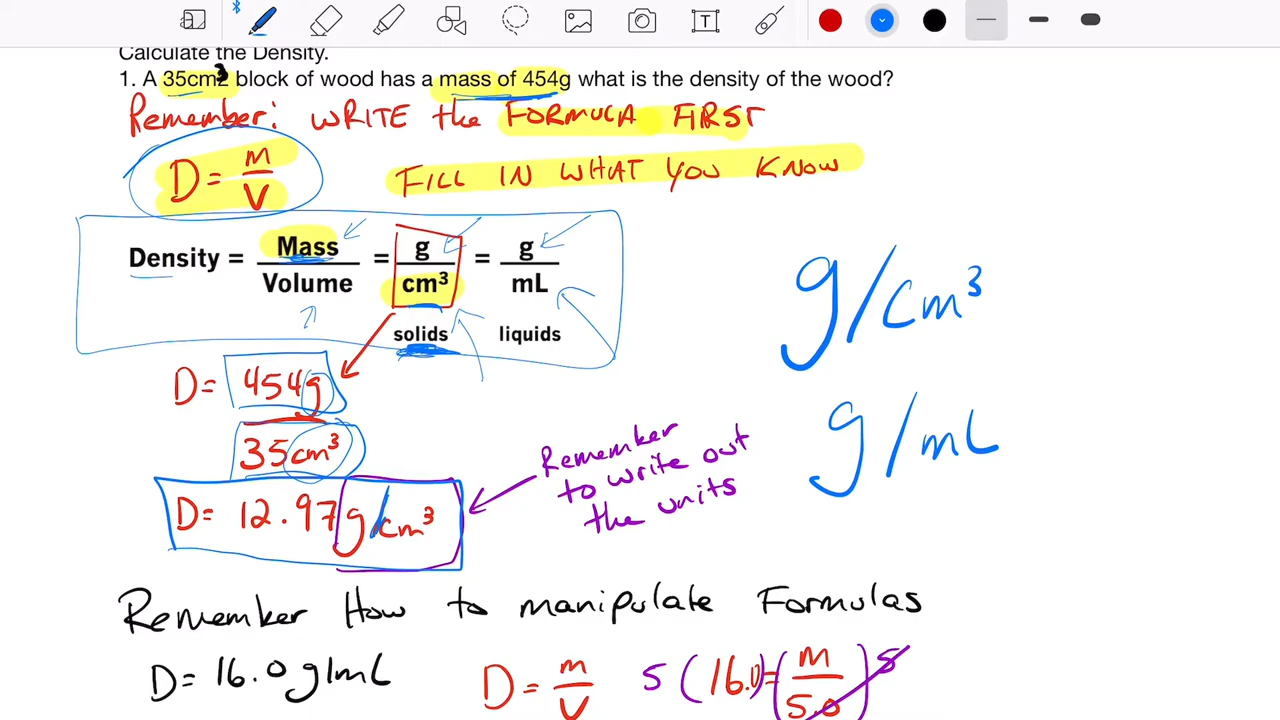 T
Calculate the Density.
1. A 35cm3 block of wood has a mass of 454g what is the density of the wood?
Remember: WRITE the FORMULA FIRST
D = m/V FILL IN WHAT YOU KNOW
Density = Mass/Volume = g/cm³ = g/mL
solids liquids
g/cm³
D= 454g
35cm³
g/mL
Remember
to write out
the units
D= 12.97 g/cm³
Remember How to manipulate Formulas
D= 16.0 g/mL D = m/V 5 (16.0)=(m/5.0)5